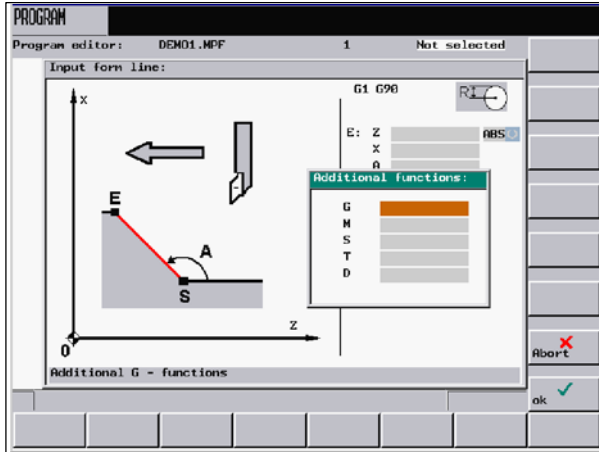 PROGRAM
Program editor: DEMO1.MPF 1 Not selected
Input form line:
x
G1 G90
R
E: Z ABS
X
A
Additional functions:
G
M
S
T
D
E
A
S
Z
0
Additional G - functions
Abort
ok